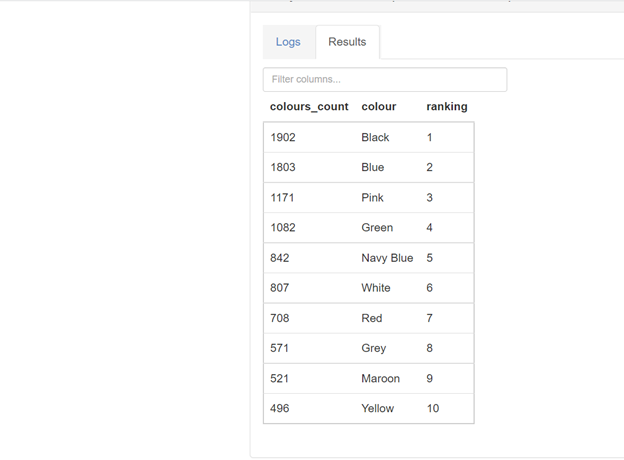 Logs Results
Filter columns...
colours_count colour ranking
1902 Black 1
1803 Blue 2
1171 Pink 3
1082 Green 4
842 Navy Blue 5
807 White 6
708 Red 7
571 Grey 8
521 Maroon 9
496 Yellow 10